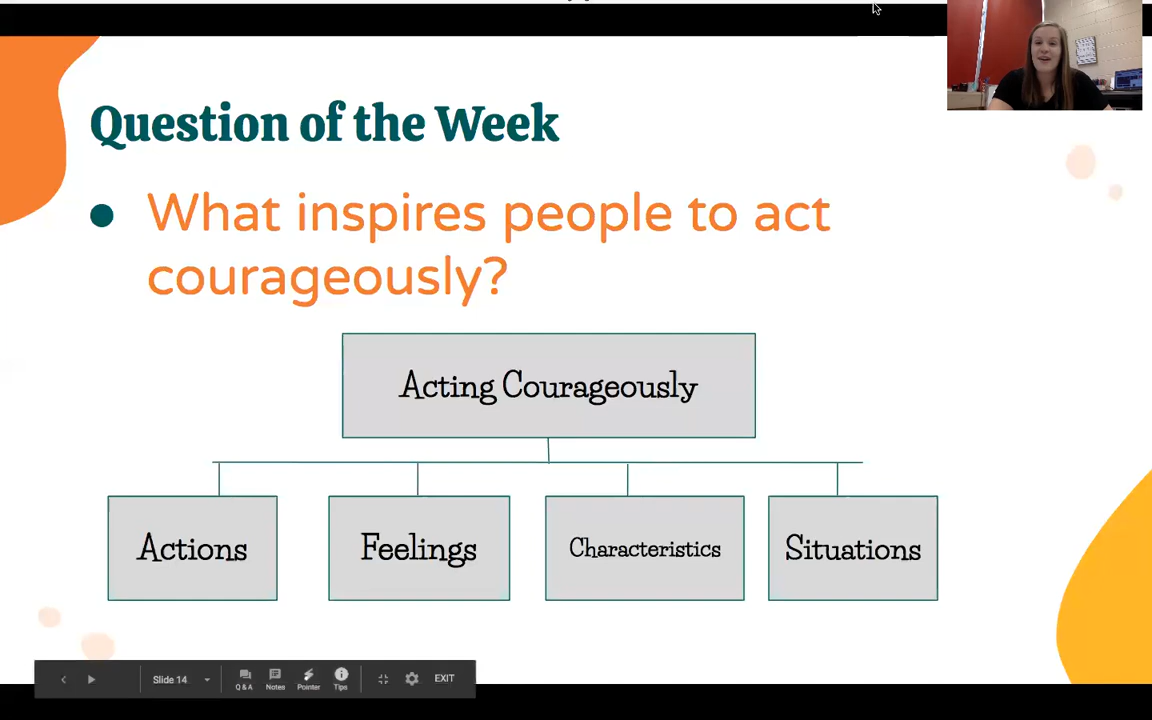 Question of the Week
● What inspires people to act
courageously?
Acting Courageously
Actions
Feelings
Characteristics
Situations
Slide 14
Q & A
Notes
Pointer
Tips
EXIT